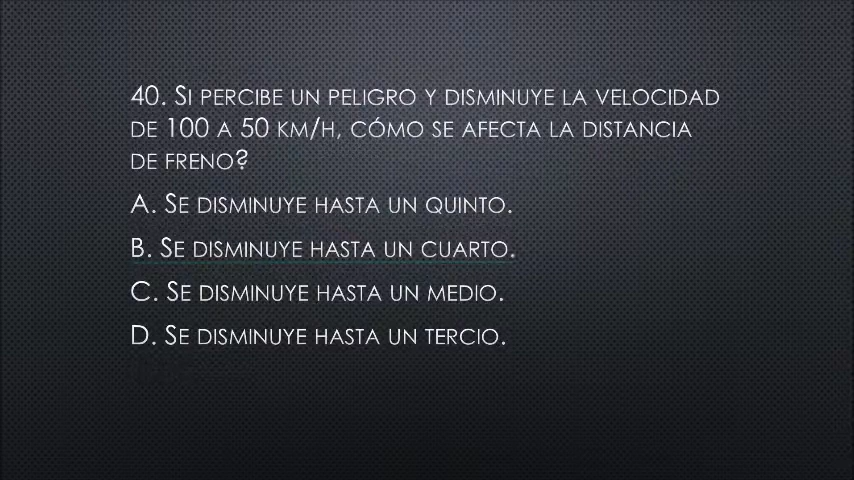 40. Si percibe un peligro y disminuye la velocidad
de 100 a 50 km/h, cómo se afecta la distancia
de freno?
A. Se disminuye hasta un quinto.
B. Se disminuye hasta un cuarto.
C. Se disminuye hasta un medio.
D. Se disminuye hasta un tercio.